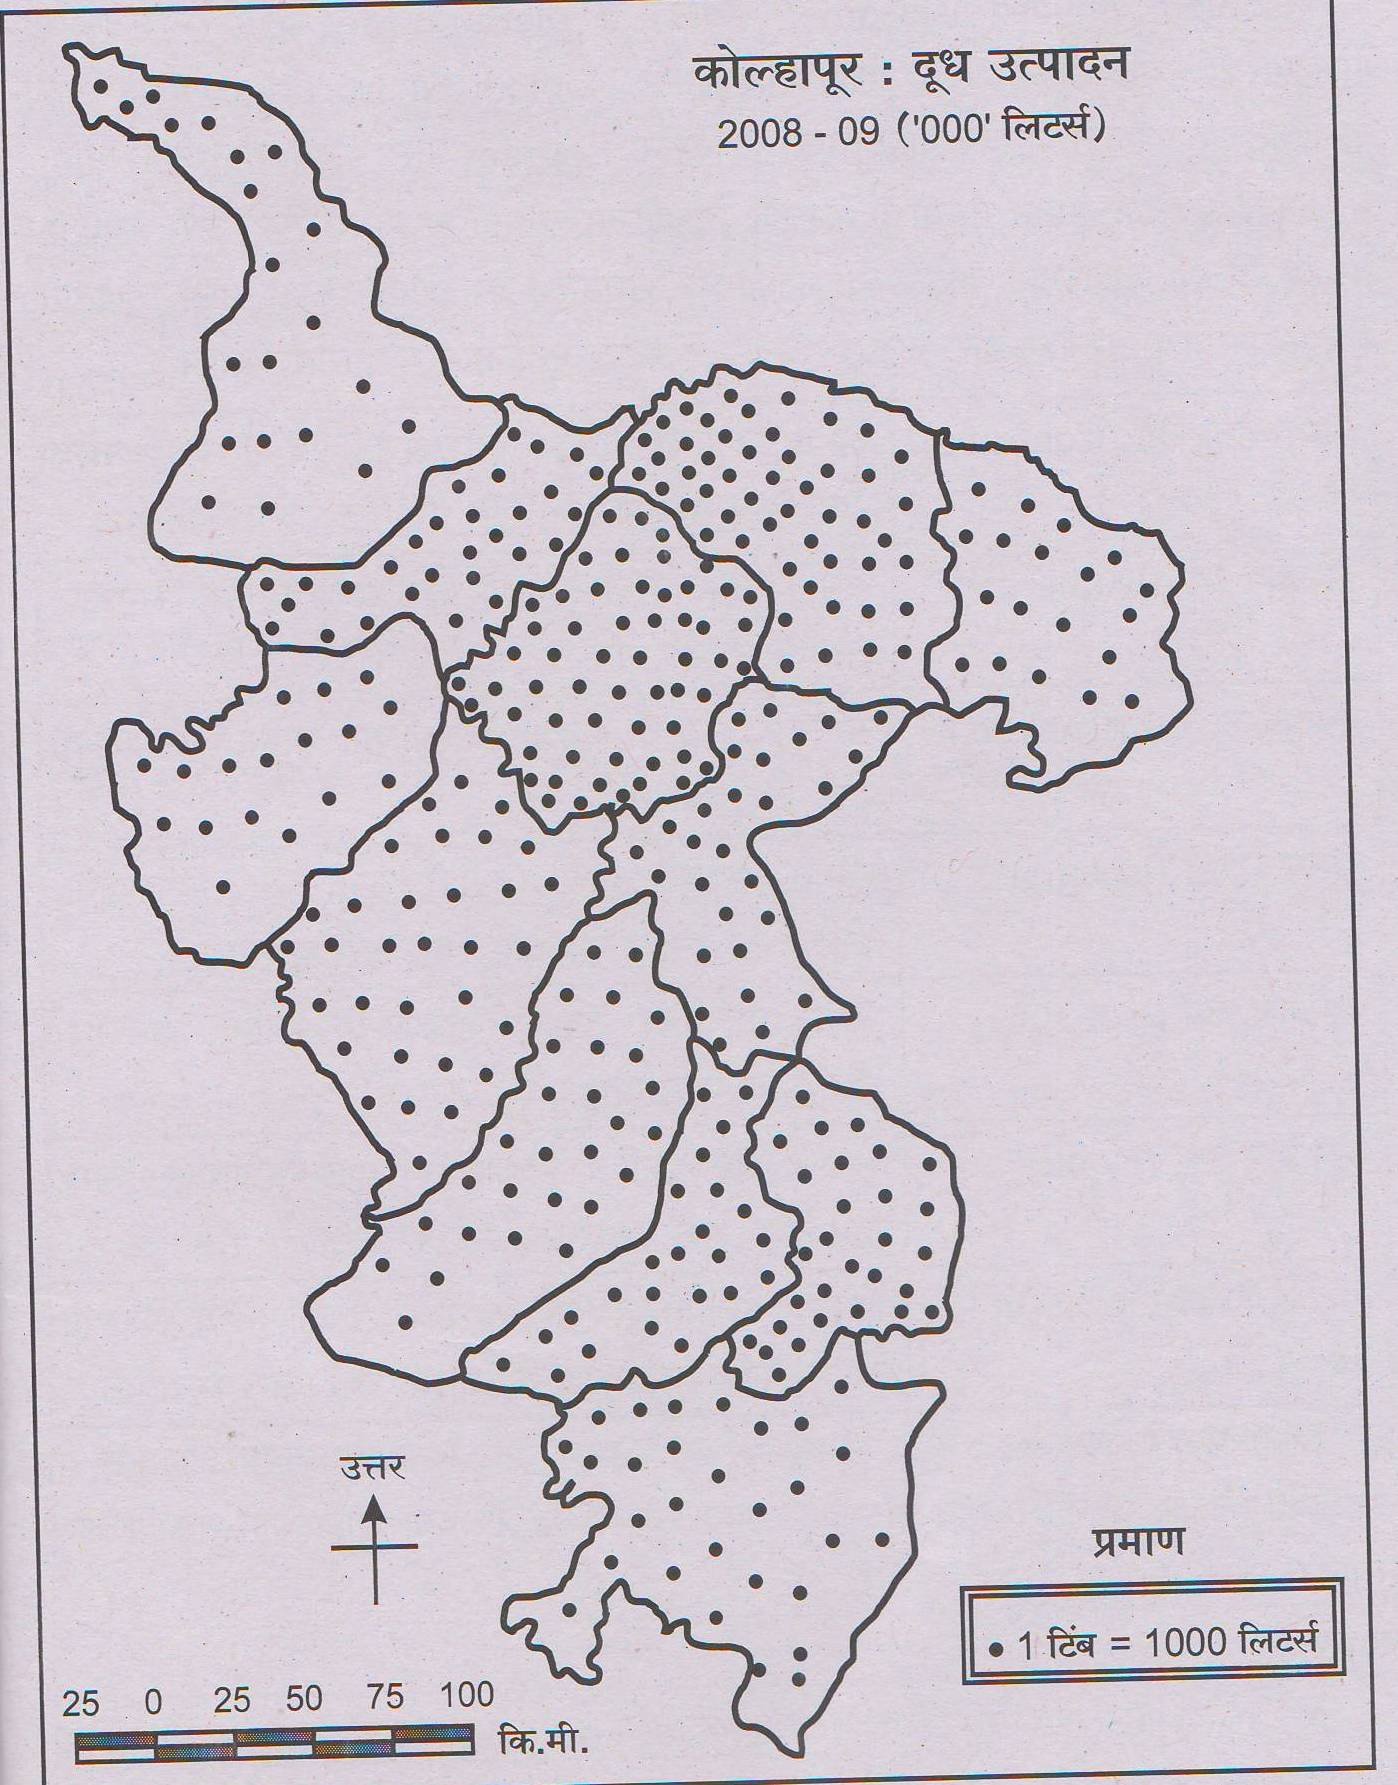 कोल्हापूर : दूध उत्पादन
2008 - 09 ('000' लिटर्स)
उत्तर
प्रमाण
1 टिंब = 1000 लिटर्स
25 0 25 50 75 100
कि.मी.